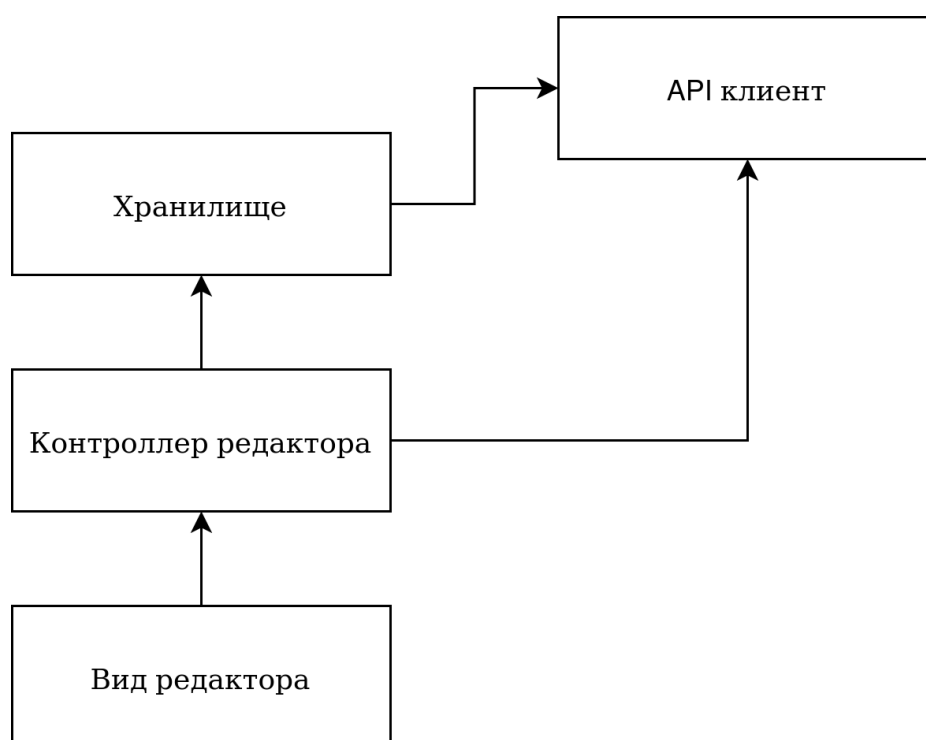 API клиент
Хранилище
Контроллер редактора
Вид редактора